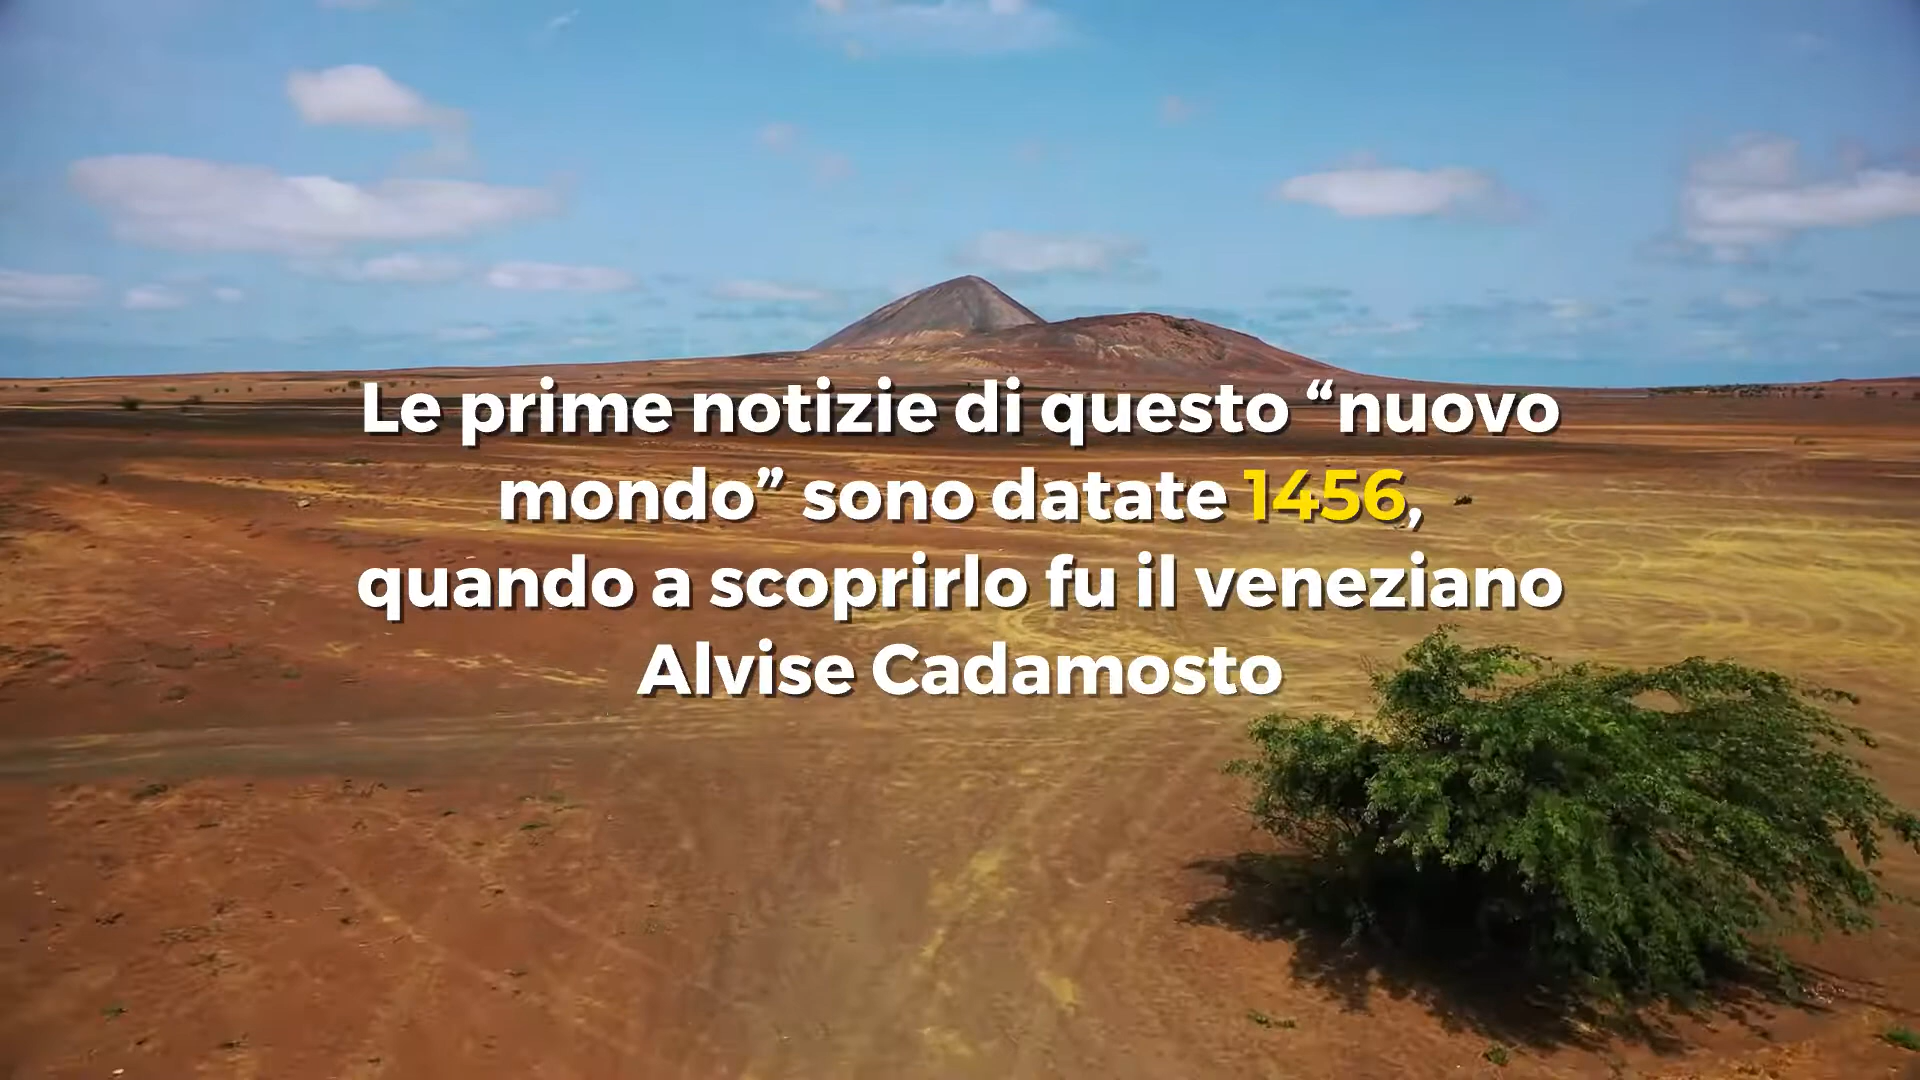 Le prime notizie di questo “nuovo
mondo” sono datate 1456,
quando a scoprirlo fu il veneziano
Alvise Cadamosto